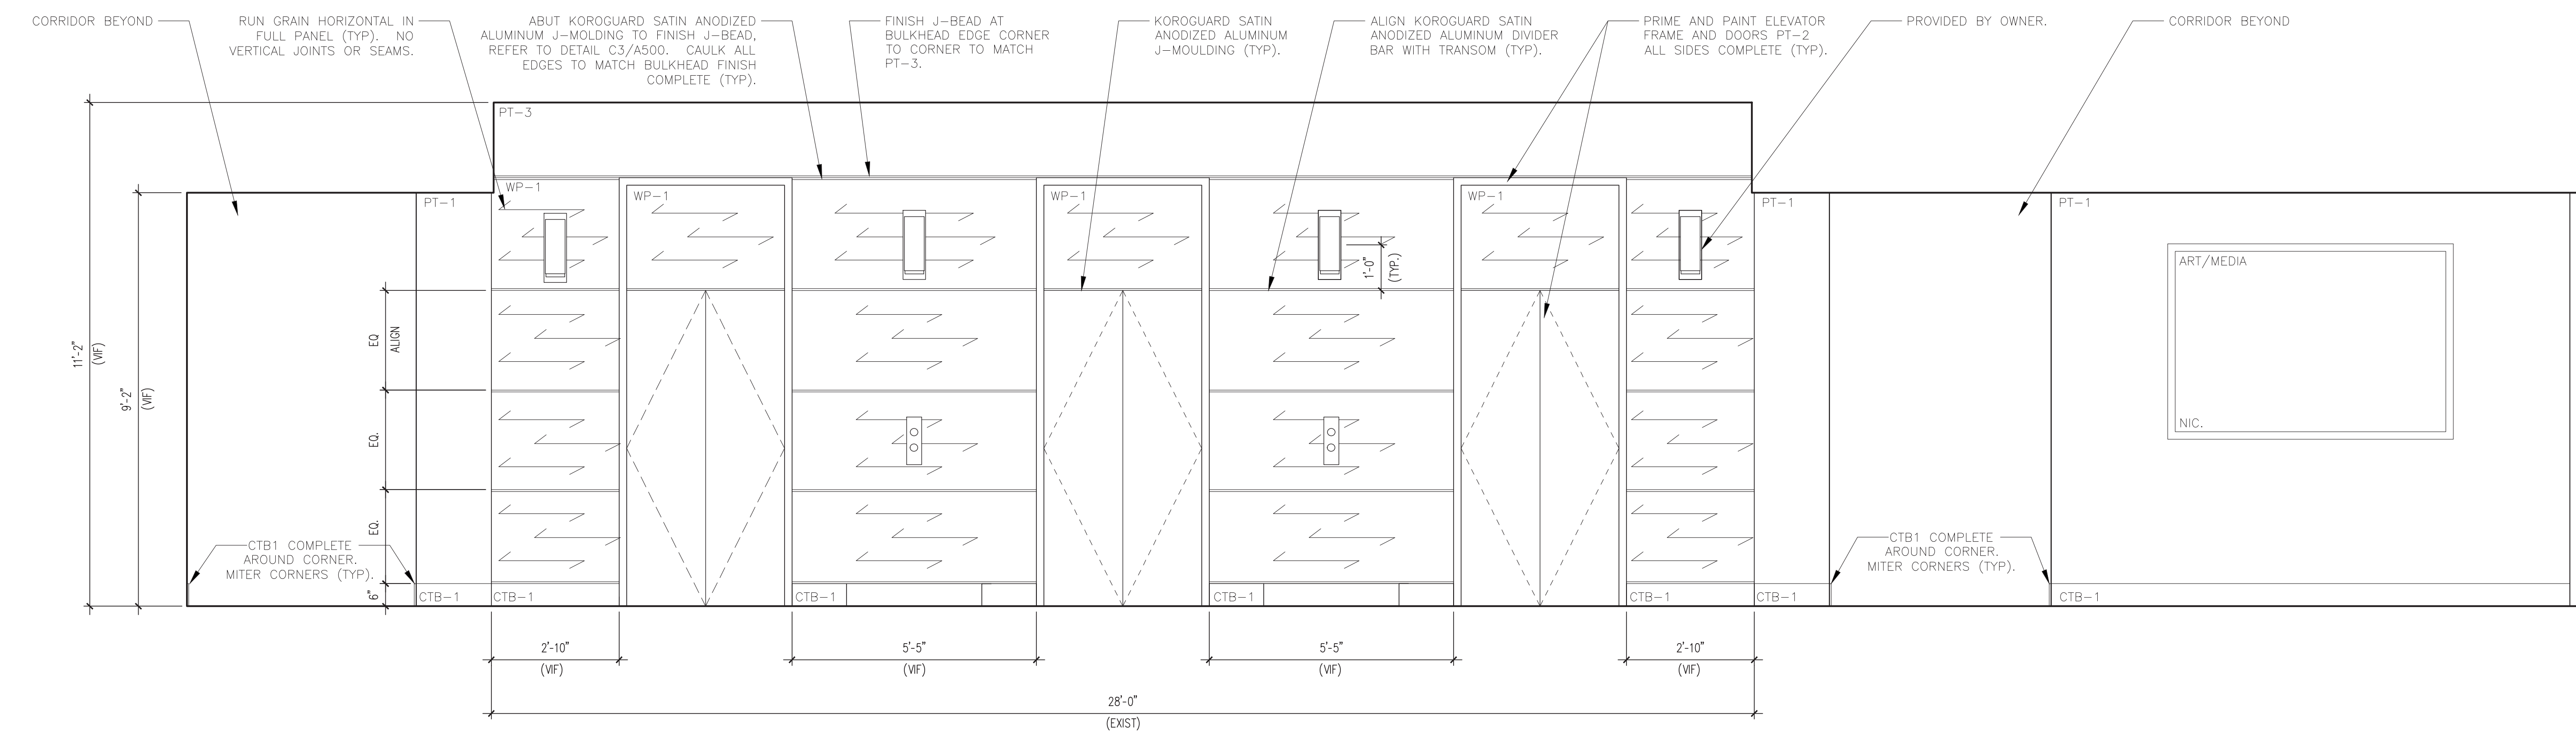 CORRIDOR BEYOND
RUN GRAIN HORIZONTAL IN
FULL PANEL (TYP).  NO
VERTICAL JOINTS OR SEAMS.
ABUT KOROGUARD SATIN ANODIZED
ALUMINUM J-MOLDING TO FINISH J-BEAD,
REFER TO DETAIL C3/A500.  CAULK ALL
EDGES TO MATCH BULKHEAD FINISH
COMPLETE (TYP).
FINISH J-BEAD AT
BULKHEAD EDGE CORNER
TO CORNER TO MATCH
PT-3.
KOROGUARD SATIN
ANODIZED ALUMINUM
J-MOULDING (TYP).
ALIGN KOROGUARD SATIN
ANODIZED ALUMINUM DIVIDER
BAR WITH TRANSOM (TYP).
PRIME AND PAINT ELEVATOR
FRAME AND DOORS PT-2
ALL SIDES COMPLETE (TYP).
PROVIDED BY OWNER.
CORRIDOR BEYOND
PT-3
PT-1
WP-1
WP-1
WP-1
WP-1
PT-1
PT-1
1'-0"
(TYP.)
ART/MEDIA
NIC.
11'-2"
(VIF)
9'-2"
(VIF)
EQ
ALIGN
EQ.
EQ.
6"
CTB1 COMPLETE
AROUND CORNER.
MITER CORNERS (TYP).
CTB1 COMPLETE
AROUND CORNER.
MITER CORNERS (TYP).
CTB-1
CTB-1
CTB-1
CTB-1
CTB-1
CTB-1
CTB-1
2'-10"
(VIF)
5'-5"
(VIF)
5'-5"
(VIF)
2'-10"
(VIF)
28'-0"
(EXIST)